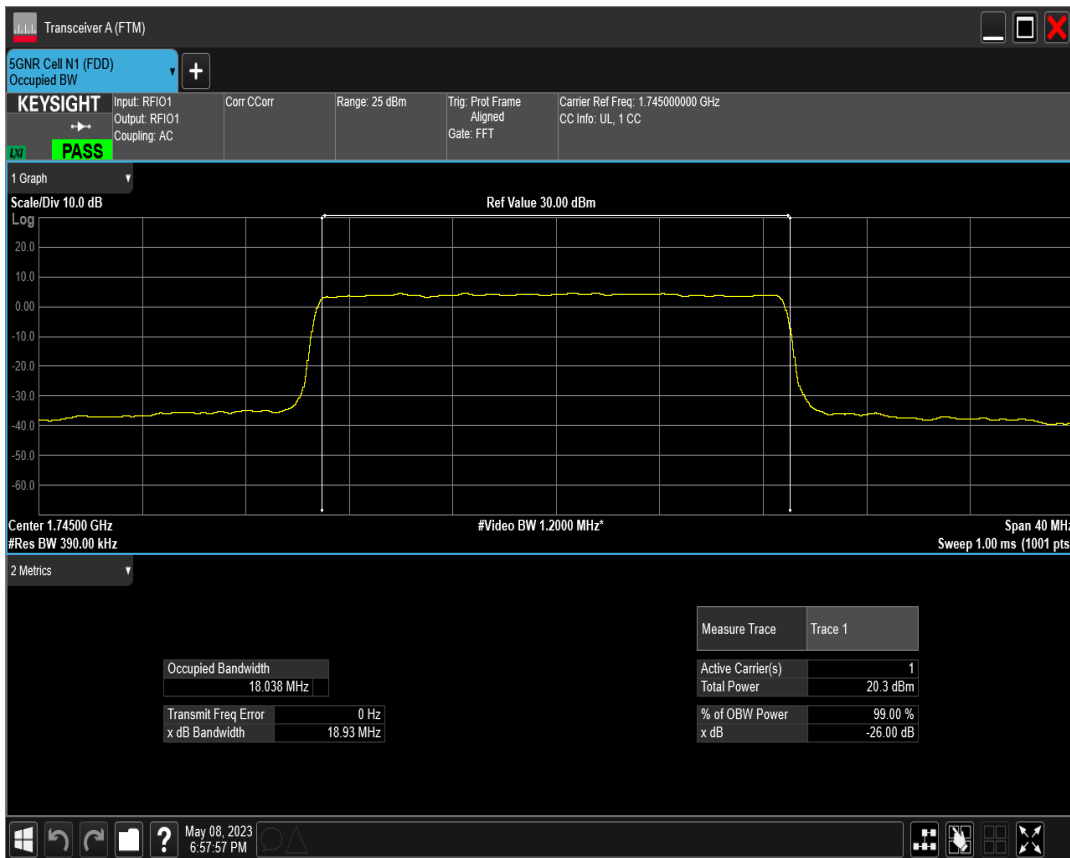 Transceiver A (FTM)
5GNR Cell N1 (FDD)
Occupied BW
+
KEYSIGHT
LXI
PASS
Input: RFIO1
Output: RFIO1
Coupling: AC
Corr CCorr
Range: 25 dBm
Trig: Prot Frame
Aligned
Gate: FFT
Carrier Ref Freq: 1.745000000 GHz
CC Info: UL, 1 CC
1 Graph
Scale/Div 10.0 dB
Ref Value 30.00 dBm
Log
20.0
10.0
0.00
-10.0
-20.0
-30.0
-40.0
-50.0
-60.0
Center 1.74500 GHz
#Video BW 1.2000 MHz*
Span 40 MHz
#Res BW 390.00 kHz
Sweep 1.00 ms (1001 pts
2 Metrics
Measure Trace Trace 1
Occupied Bandwidth
18.038 MHz
Active Carrier(s) 1
Total Power 20.3 dBm
Transmit Freq Error 0 Hz
x dB Bandwidth 18.93 MHz
% of OBW Power 99.00 %
x dB -26.00 dB
?
May 08, 2023
6:57:57 PM